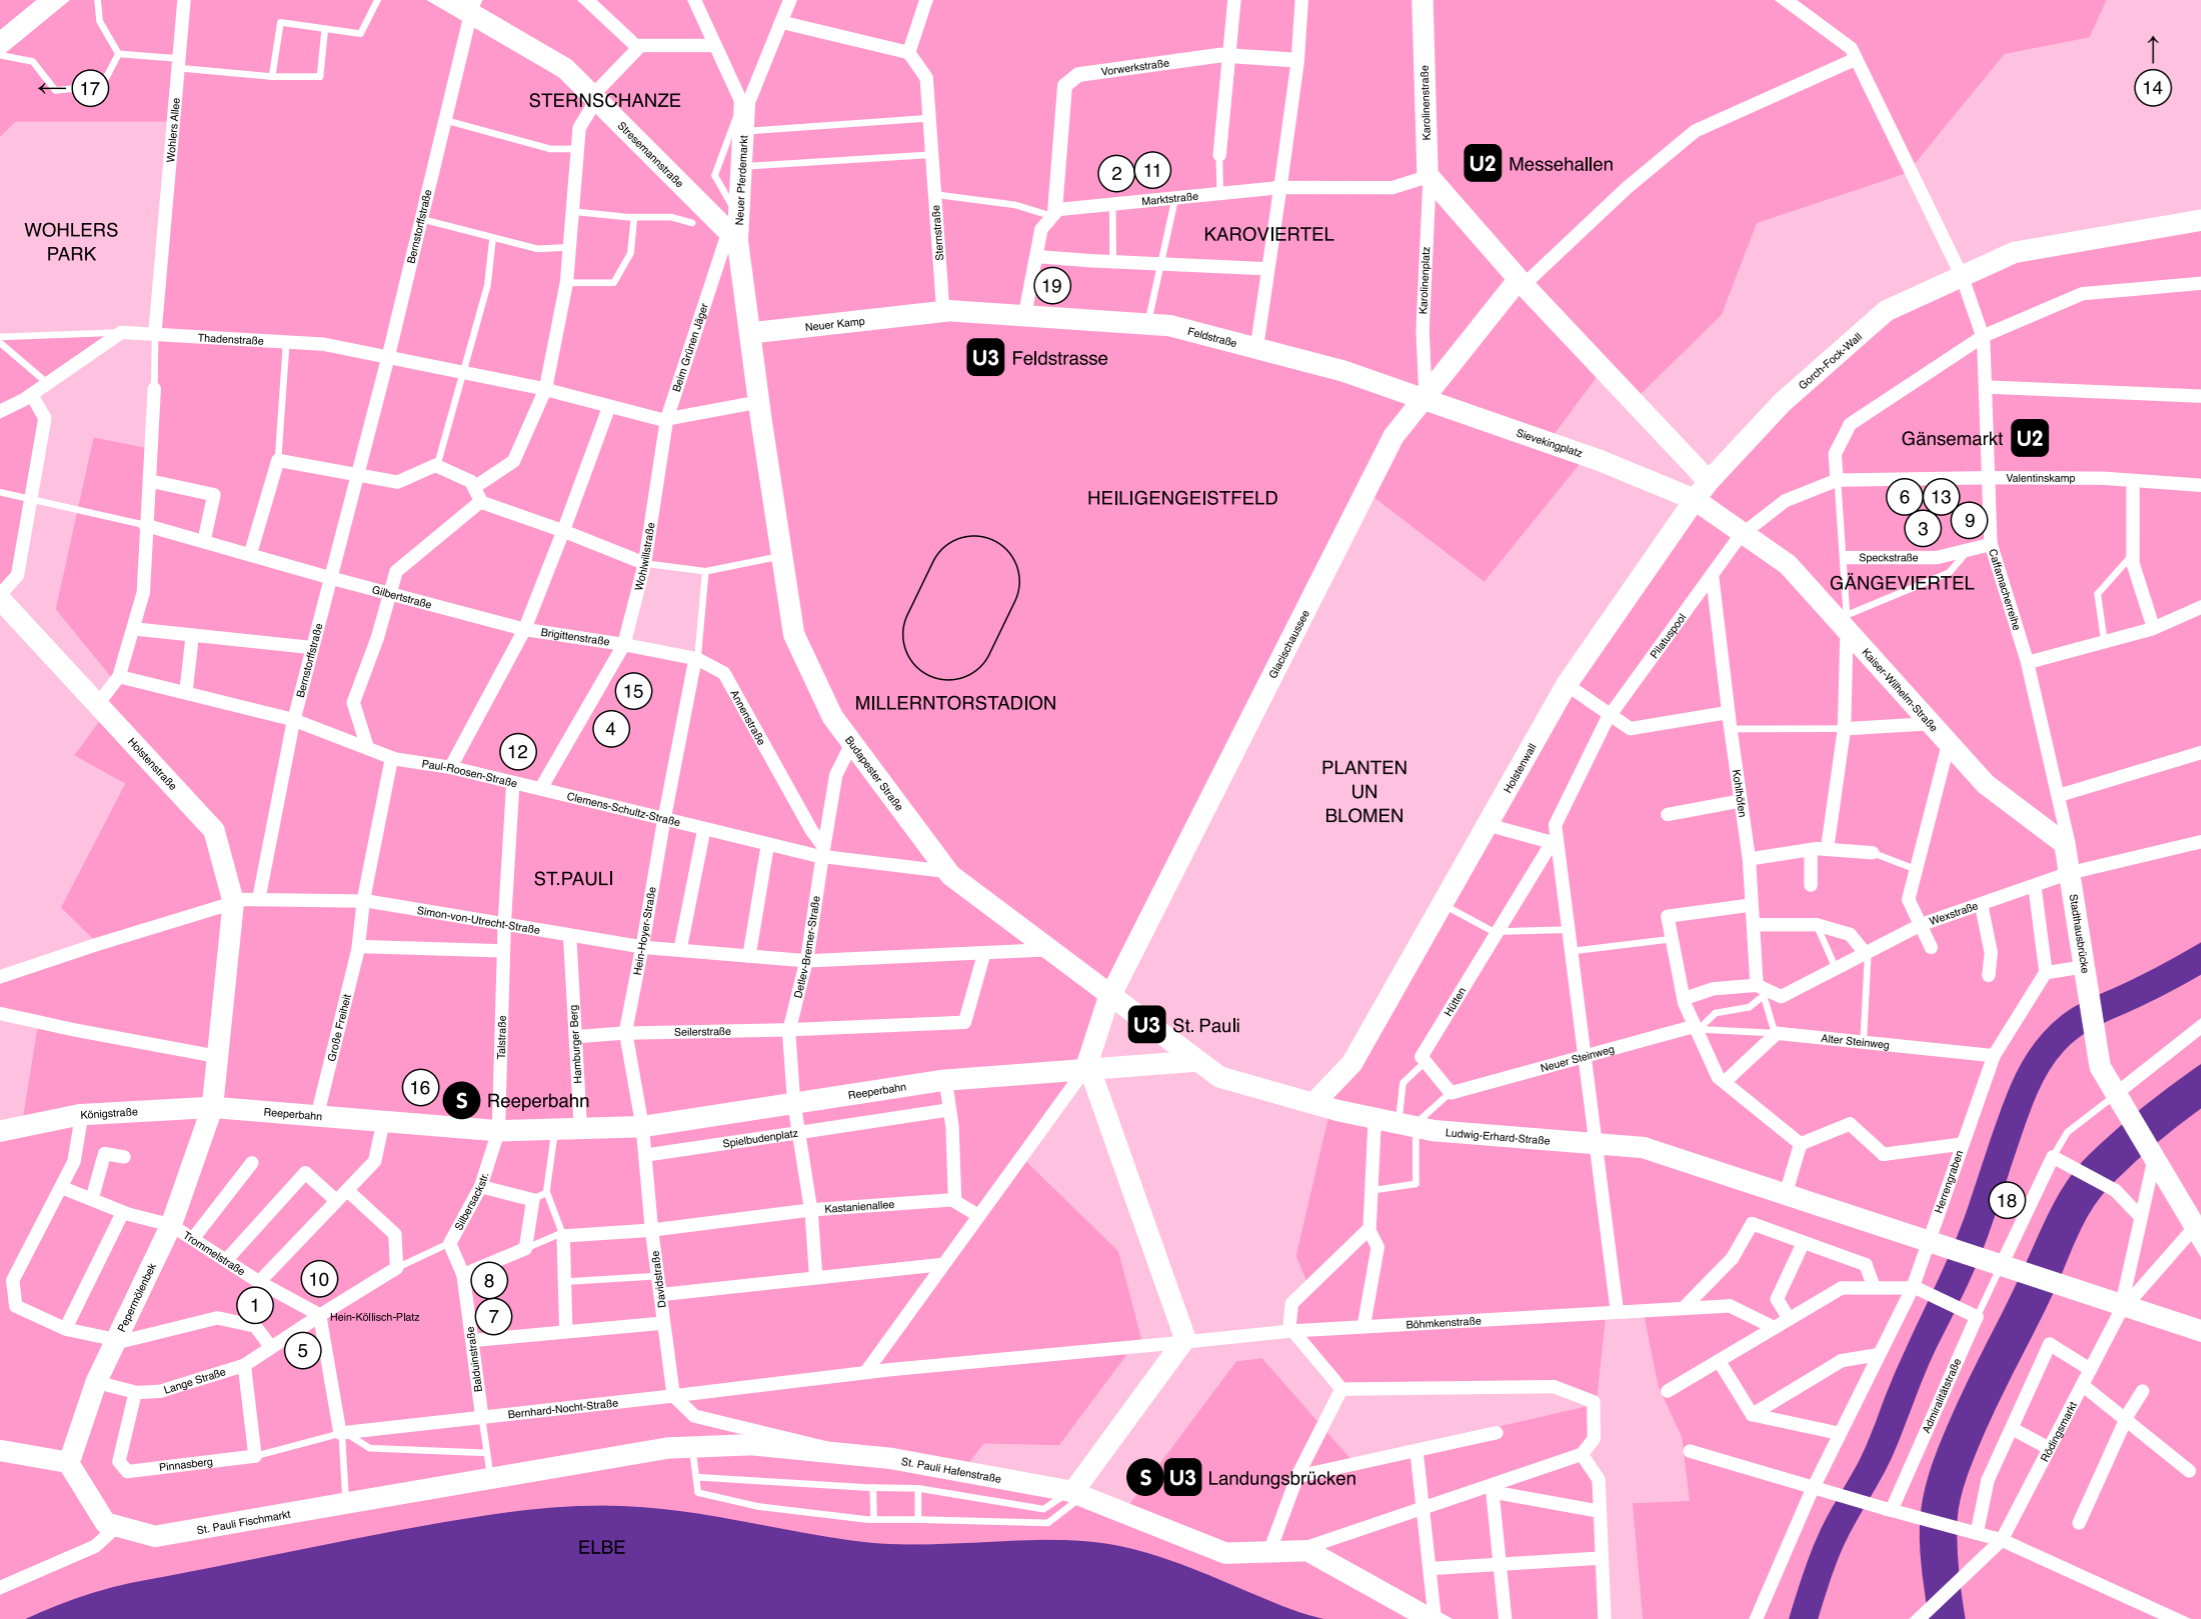 17
14
STERNSCHANZE
Vorwerkstraße
Karolinenstraße
Wohlers Allee
Stresemannstraße
Neuer Pferdemarkt
2
11
U2 Messehallen
Marktstraße
KAROVIERTEL
WOHLERS
PARK
Bernstorffstraße
Sternstraße
Karolinenplatz
19
Thadenstraße
Beim Grünen Jäger
Neuer Kamp
Feldstraße
U3 Feldstrasse
Gorch-Fock-Wall
Sievekingplatz
Gänsemarkt U2
Valentinskamp
HEILIGENGEISTFELD
6
13
3
9
Speckstraße
GÄNGEVIERTEL
Caffamacherreihe
Wohlwillstraße
Gilbertstraße
Brigittenstraße
Bernstorffstraße
Glacischaussee
Pilatuspool
Kaiser-Wilhelm-Straße
15
4
12
MILLERNTORSTADION
Annenstraße
Holstenstraße
Paul-Roosen-Straße
Clemens-Schultz-Straße
Budapester Straße
PLANTEN
UN
BLOMEN
Holstenwall
Kohlhöfen
ST.PAULI
Simon-von-Utrecht-Straße
Hein-Hoyer-Straße
Detlev-Bremer-Straße
Wexstraße
Stadthausbrücke
Große Freiheit
Talstraße
Hamburger Berg
Seilerstraße
U3 St. Pauli
Hütten
Neuer Steinweg
Alter Steinweg
16
S Reeperbahn
Königstraße
Reeperbahn
Reeperbahn
Spielbudenplatz
Ludwig-Erhard-Straße
Herrengraben
18
Silbersackstr.
Kastanienallee
Trommelstraße
Pepermölenbek
10
1
8
7
Hein-Köllisch-Platz
Davidstraße
5
Balduinstraße
Böhmkenstraße
Lange Straße
Bernhard-Nocht-Straße
Admiralitätstraße
Rödingsmarkt
Pinnasberg
St. Pauli Hafenstraße
S U3 Landungsbrücken
St. Pauli Fischmarkt
ELBE